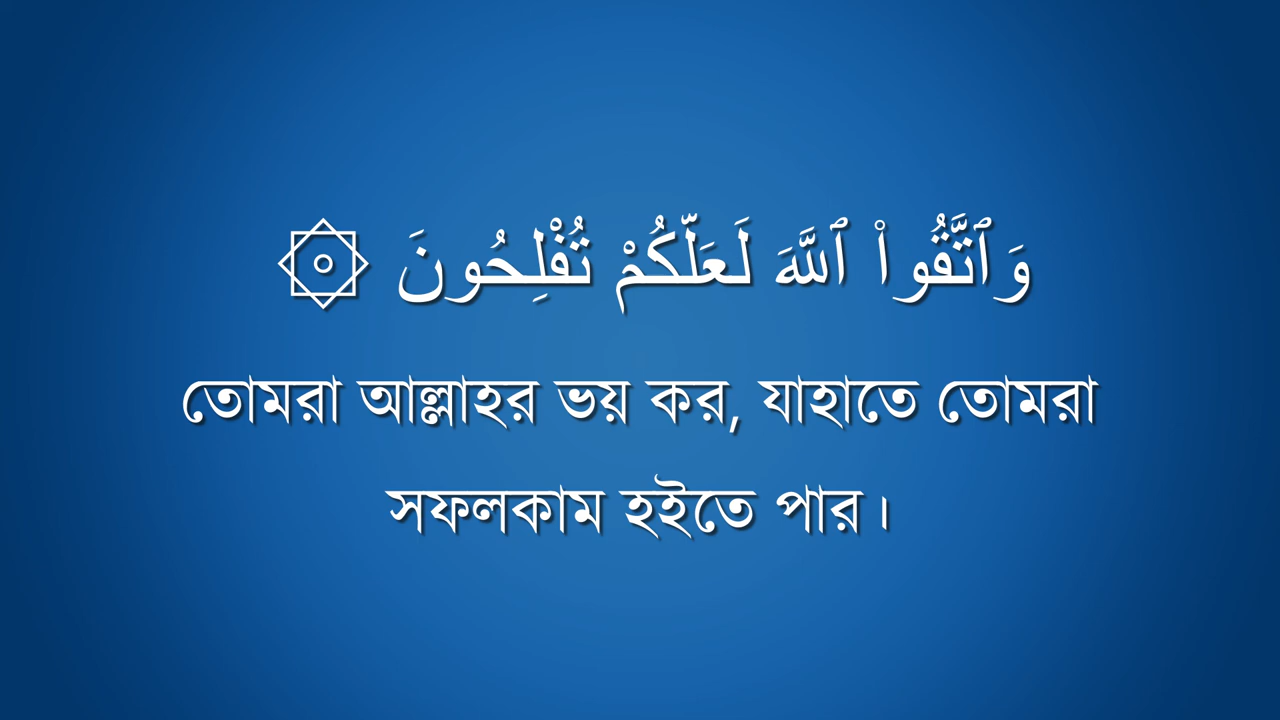 وَٱتَّقُوا۟ ٱللَّهَ لَعَلَّكُمْ تُفْلِحُونَ ۞
তোমরা আল্লাহর ভয় কর, যাহাতে তোমরা
সফলকাম হইতে পার।